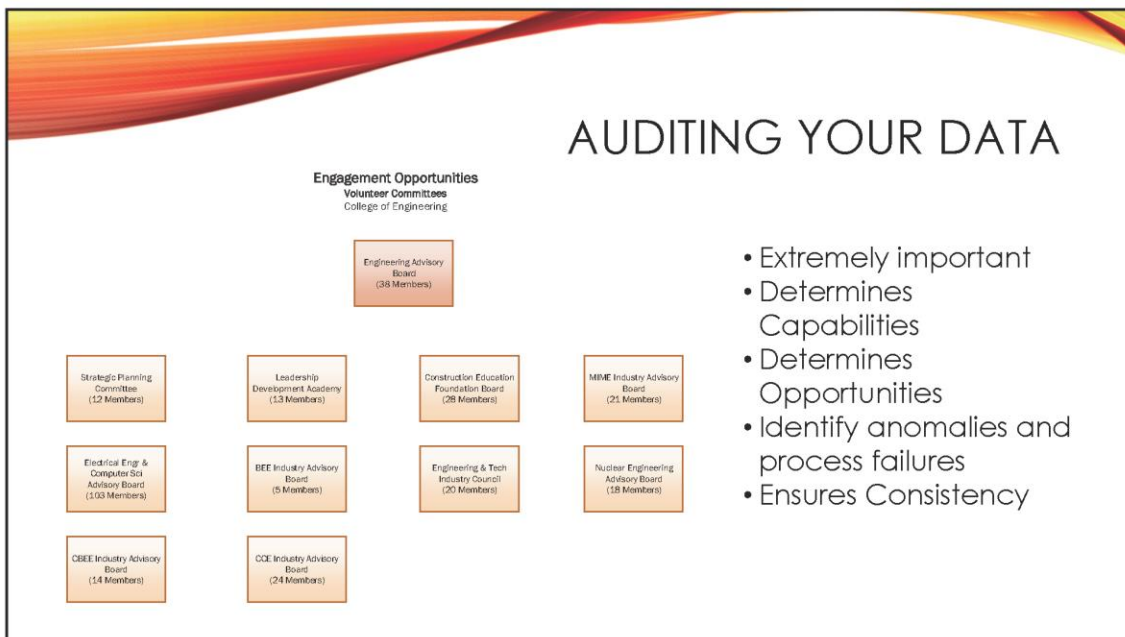 AUDITING YOUR DATA
Engagement Opportunities
Volunteer Committees
College of Engineering
Engineering Advisory
Board
(38 Members)
Strategic Planning
Committee
(12 Members)
Leadership
Development Academy
(13 Members)
Construction Education
Foundation Board
(28 Members)
MIME Industry Advisory
Board
(21 Members)
Electrical Engr &
Computer Sci
Advisory Board
(103 Members)
BEE Industry Advisory
Board
(5 Members)
Engineering & Tech
Industry Council
(20 Members)
Nuclear Engineering
Advisory Board
(18 Members)
CBEE Industry Advisory
Board
(14 Members)
CCE Industry Advisory
Board
(24 Members)
• Extremely important
• Determines
Capabilities
• Determines
Opportunities
• Identify anomalies and
process failures
• Ensures Consistency